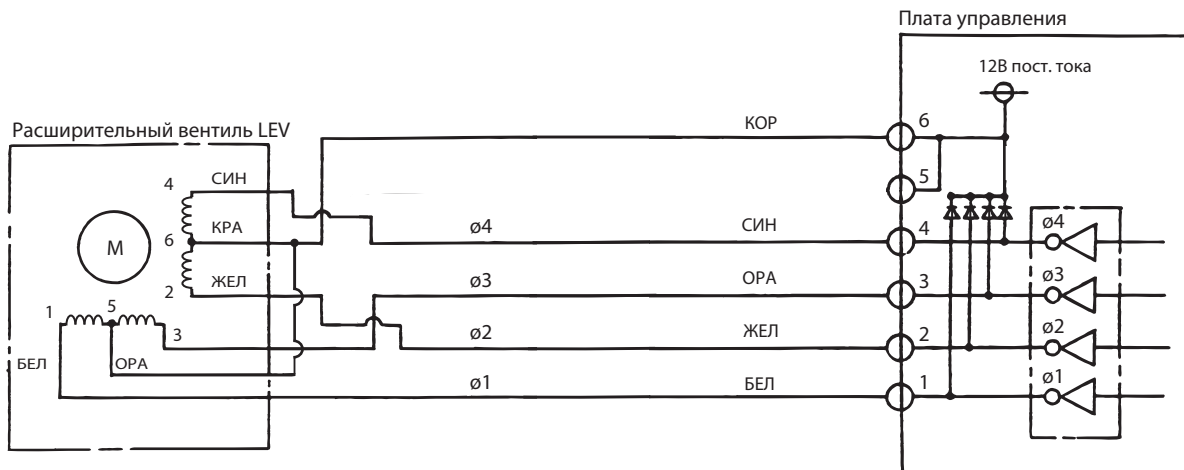 Плата управления
12В пост. тока
Расширительный вентиль LEV
КОР
6
5
4 СИН
6 КРА
М
2 ЖЕЛ
ø4 СИН 4 ø4
ø3 ОРА 3 ø3
ø2 ЖЕЛ 2 ø2
ø1 БЕЛ 1 ø1
1 5 3
БЕЛ ОРА